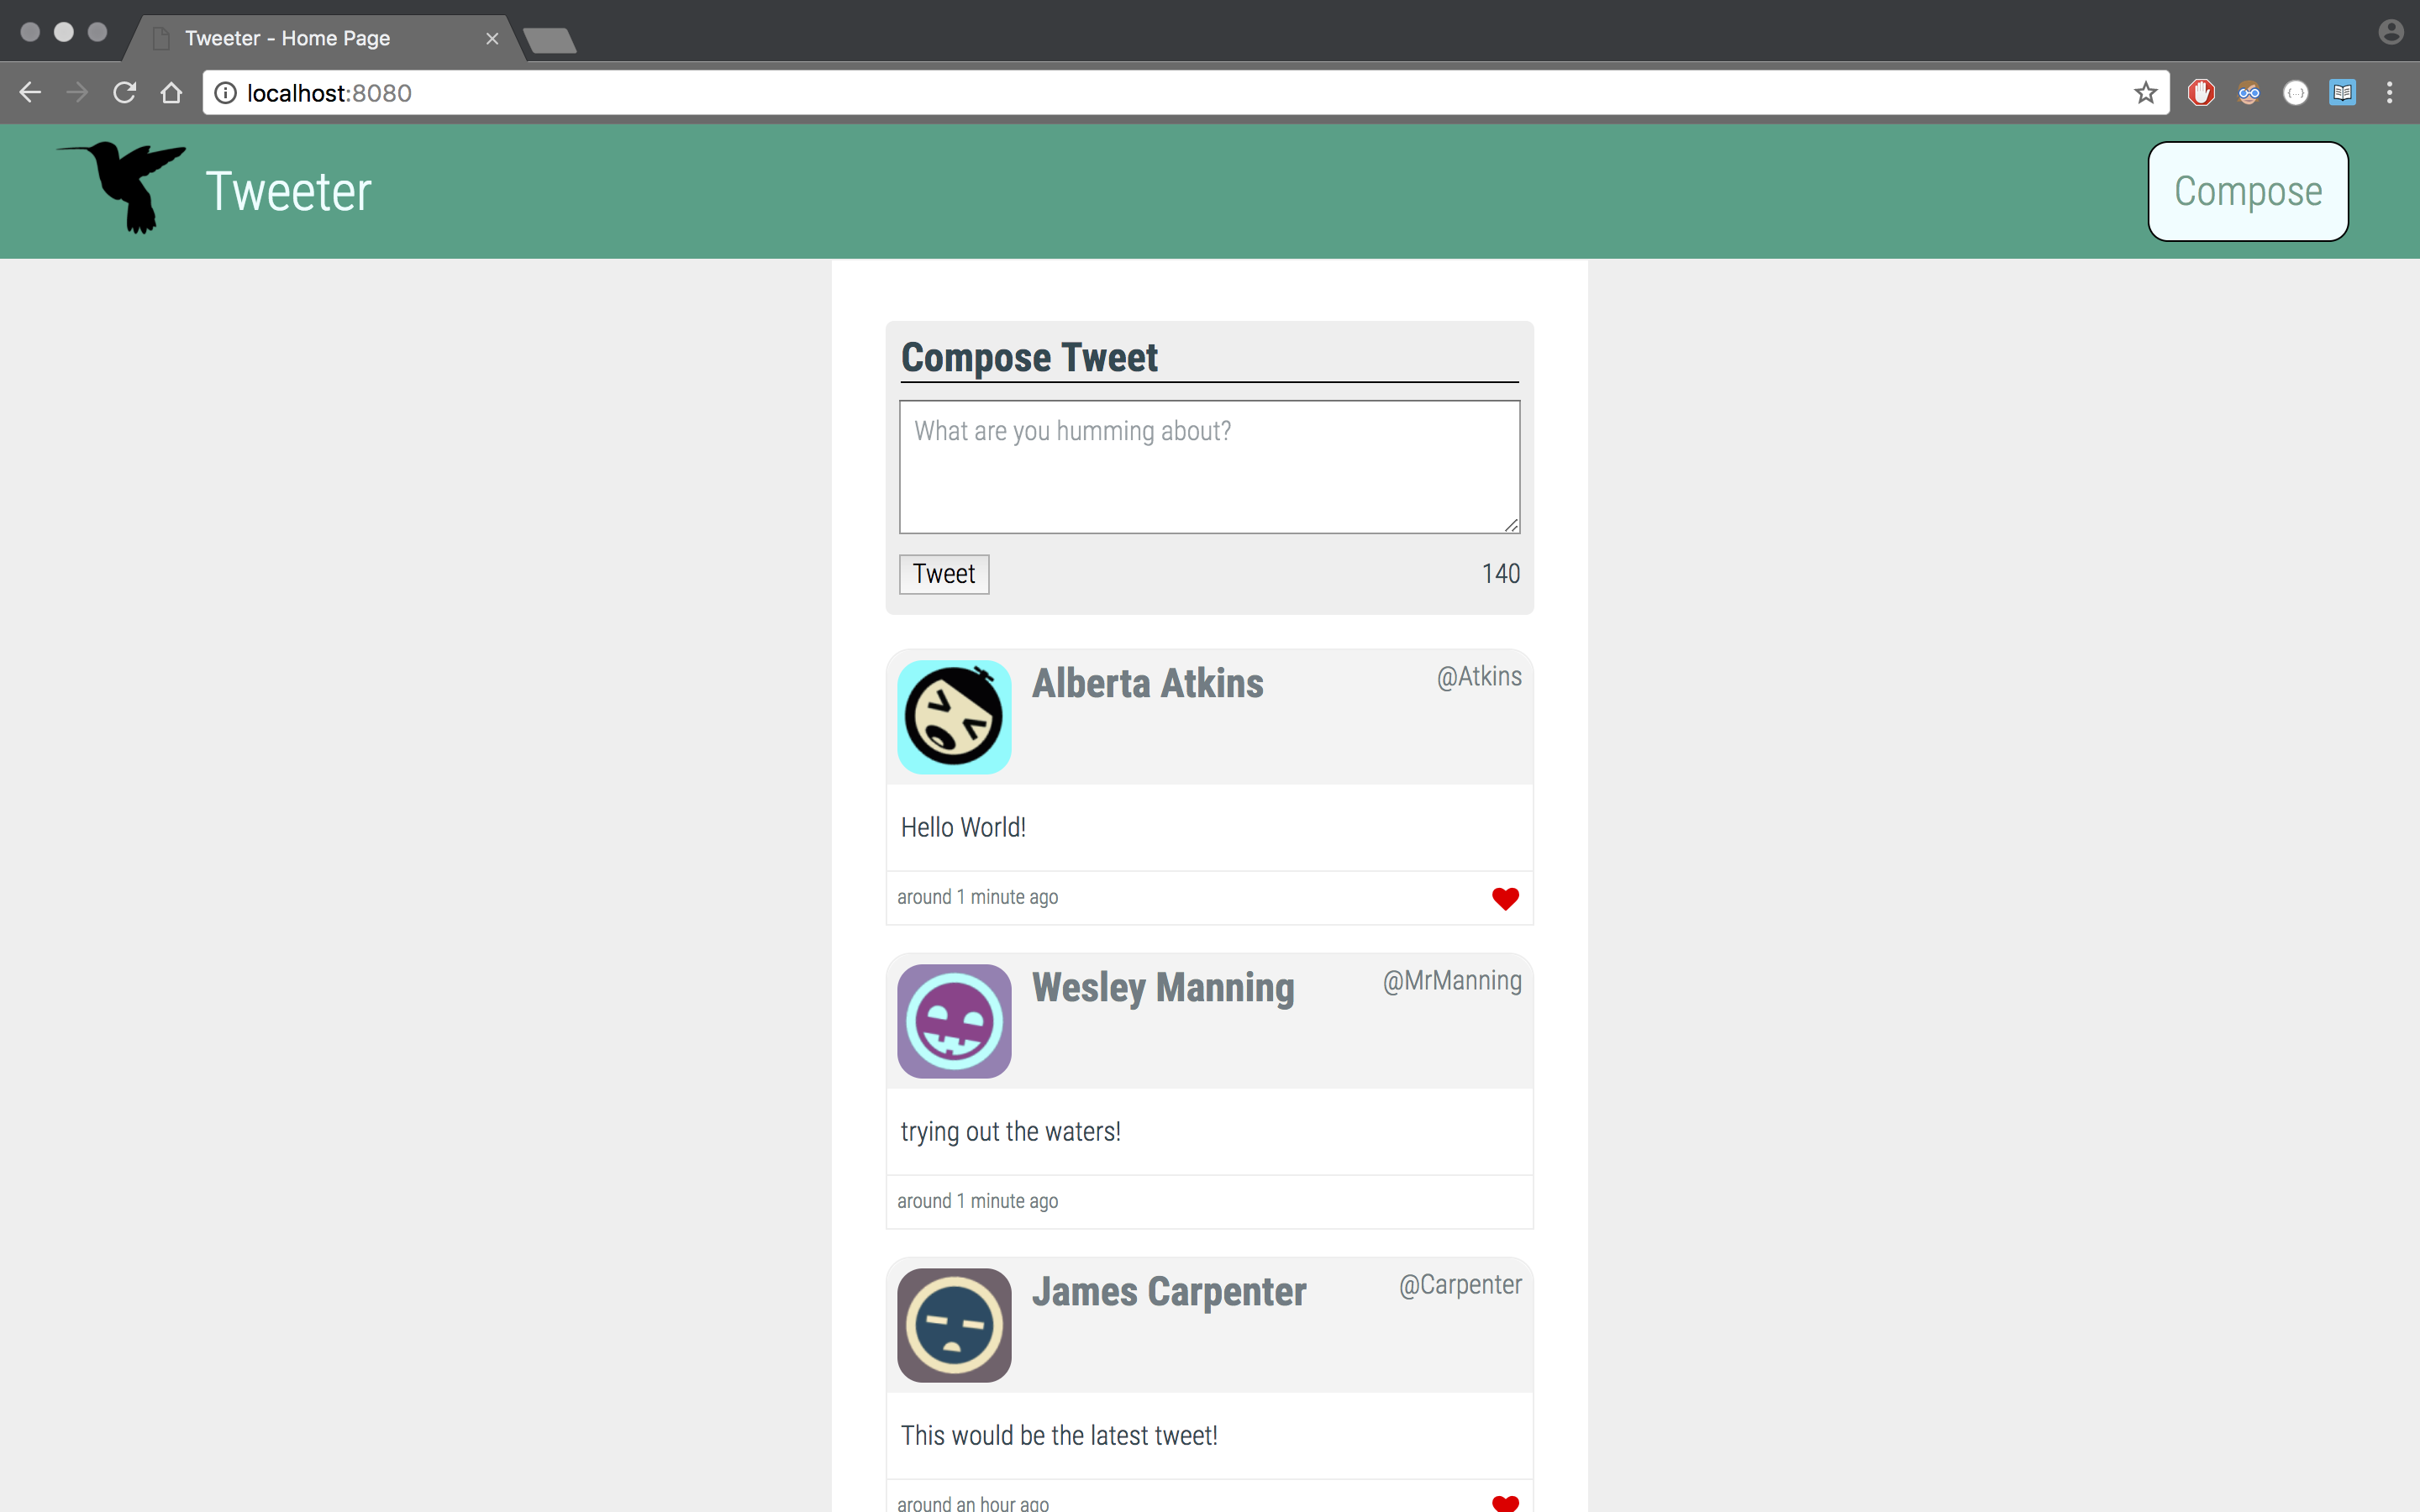 Tweeter - Home Page
localhost:8080
Tweeter
Compose
Compose Tweet
What are you humming about?
Tweet
140
Alberta Atkins
@Atkins
Hello World!
around 1 minute ago
Wesley Manning
@MrManning
trying out the waters!
around 1 minute ago
James Carpenter
@Carpenter
This would be the latest tweet!
around an hour ago